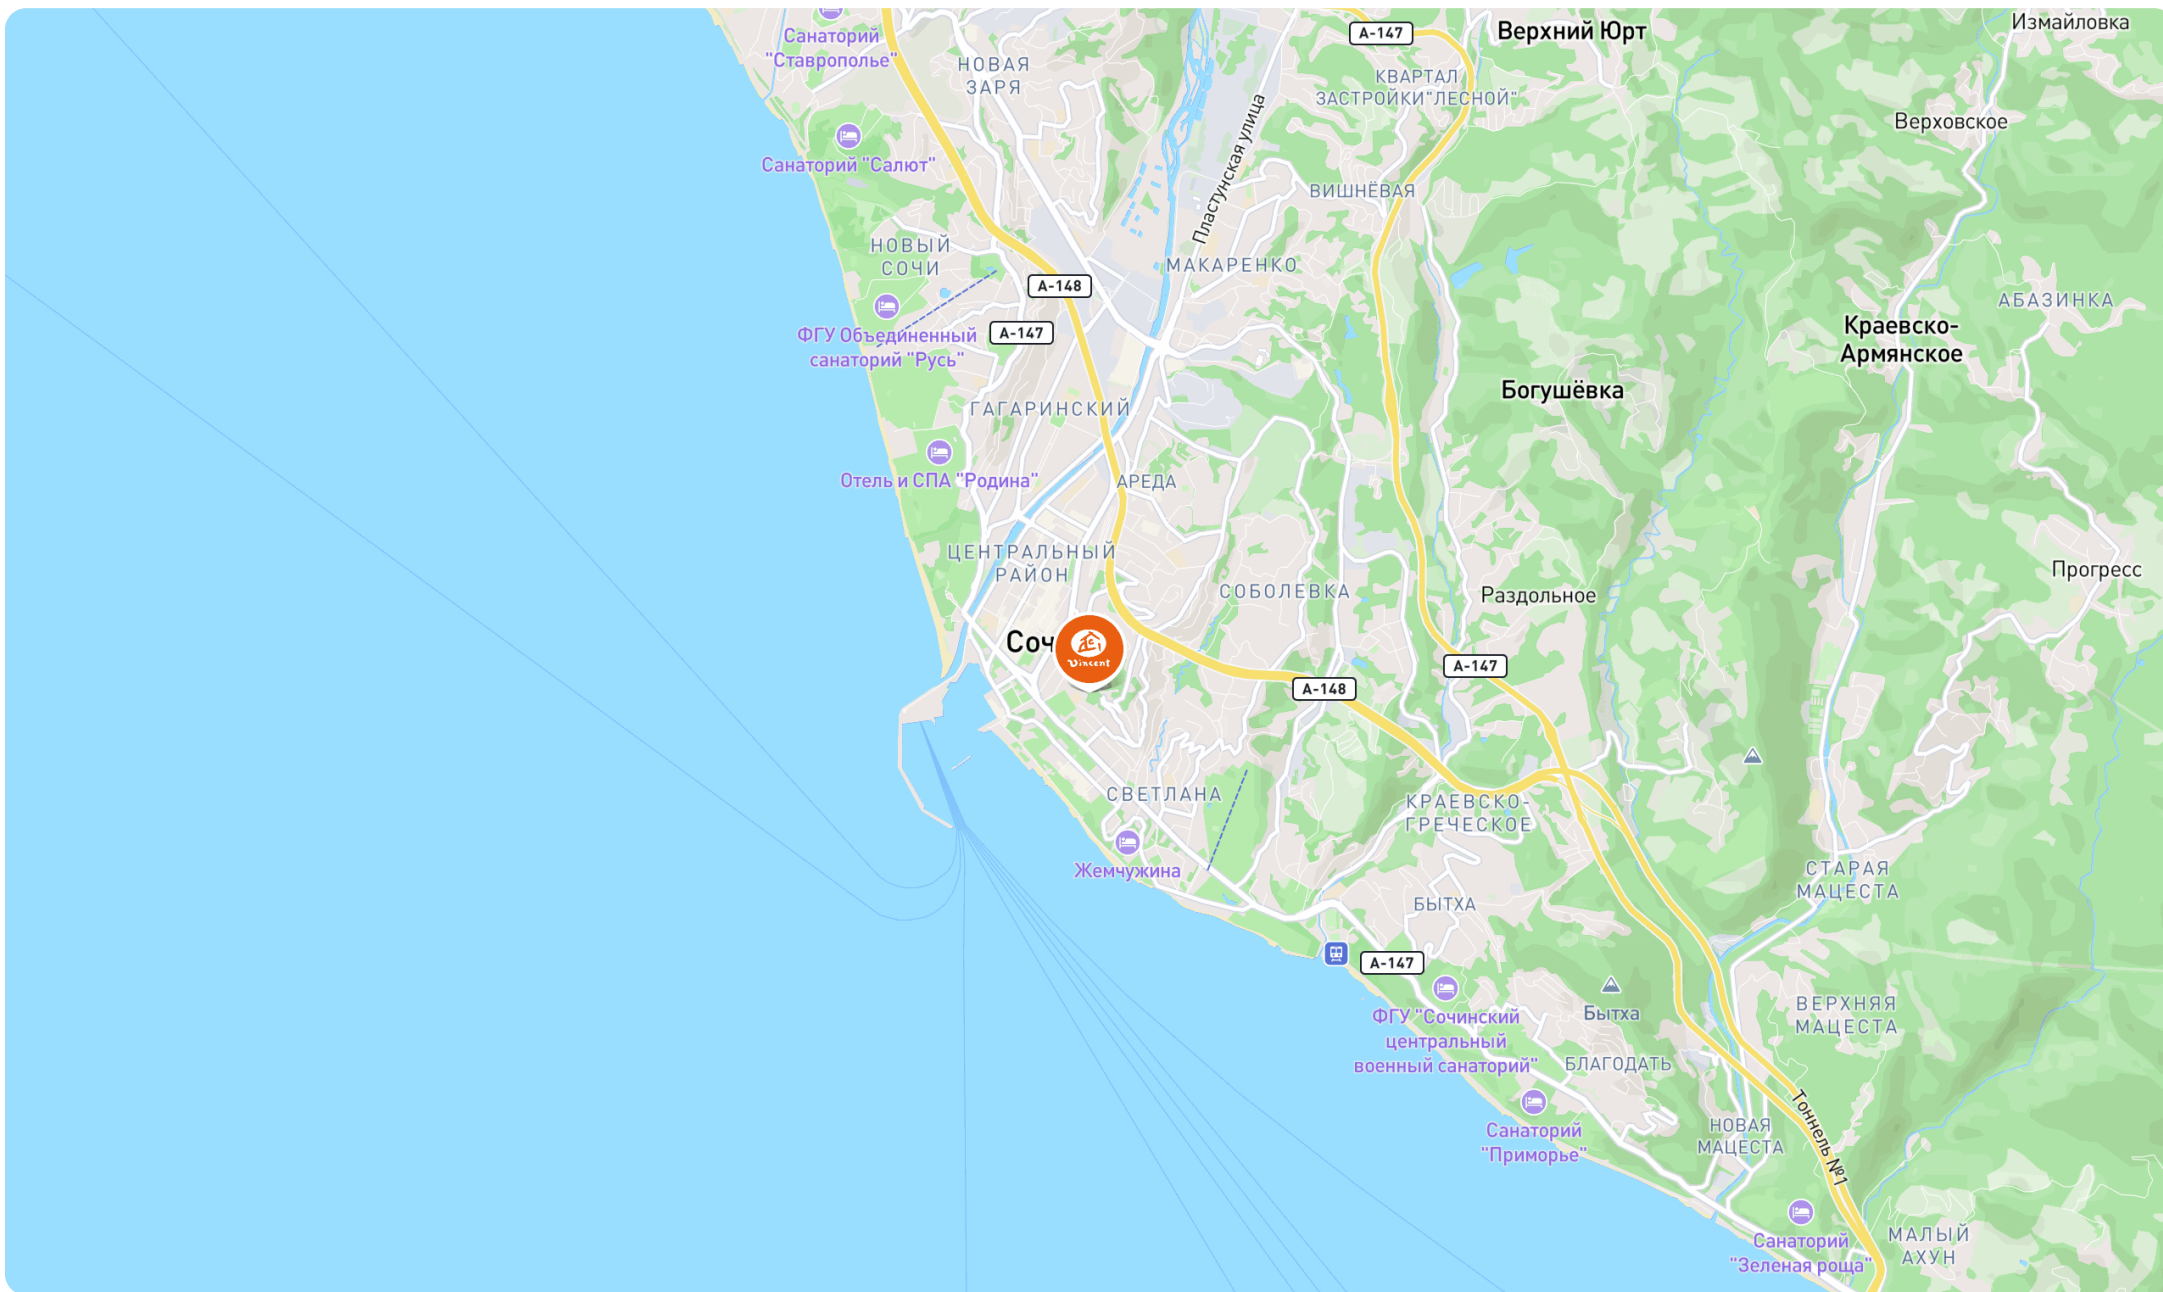 Санаторий
"Ставрополье"
НОВАЯ
ЗАРЯ
А-147
Верхний Юрт
Измайловка
КВАРТАЛ
ЗАСТРОЙКИ"ЛЕСНОЙ"
Верховское
Санаторий "Салют"
Пластунская улица
ВИШНЁВАЯ
НОВЫЙ
СОЧИ
МАКАРЕНКО
А-148
АБАЗИНКА
ФГУ Объединенный
санаторий "Русь"
А-147
Краевско-
Армянское
Богушёвка
ГАГАРИНСКИЙ
Отель и СПА "Родина"
АРЕДА
ЦЕНТРАЛЬНЫЙ
РАЙОН
СОБОЛЕВКА
Раздольное
Прогресс
Соч
Vincent
А-148
А-147
СВЕТЛАНА
КРАЕВСКО-
ГРЕЧЕСКОЕ
Жемчужина
СТАРАЯ
МАЦЕСТА
БЫТХА
А-147
ФГУ "Сочинский
центральный
военный санаторий"
Бытха
ВЕРХНЯЯ
МАЦЕСТА
БЛАГОДАТЬ
Санаторий
"Приморье"
НОВАЯ
МАЦЕСТА
Тоннель №1
Санаторий
"Зеленая роща"
МАЛЫЙ
АХУН